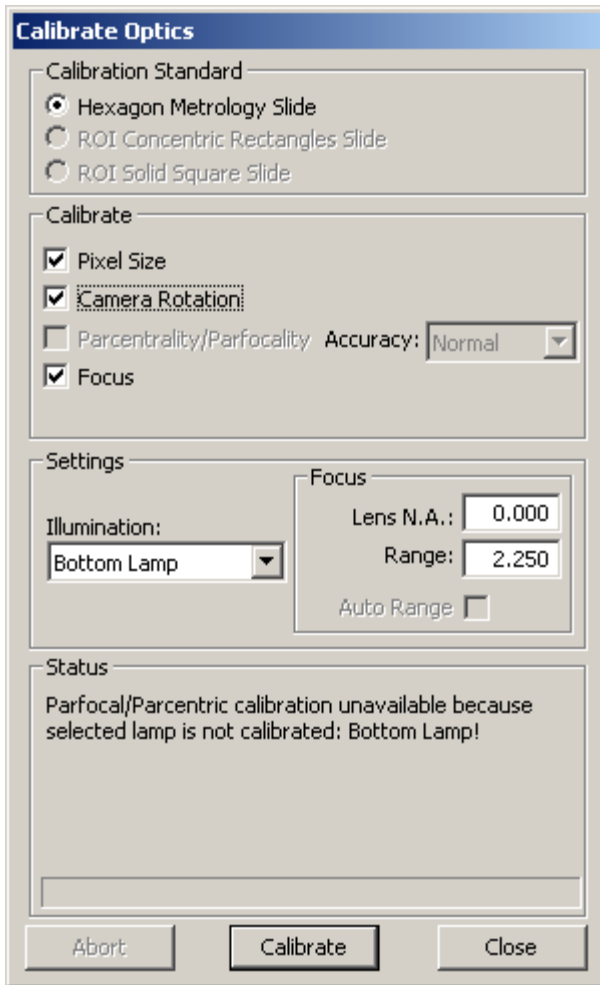 Calibrate Optics
Calibration Standard
Hexagon Metrology Slide
ROI Concentric Rectangles Slide
ROI Solid Square Slide
Calibrate
Pixel Size
Camera Rotation
Parcentrality/Parfocality Accuracy: Normal
Focus
Settings
Illumination:
Bottom Lamp
Focus
Lens N.A.: 0.000
Range: 2.250
Auto Range
Status
Parfocal/Parcentric calibration unavailable because
selected lamp is not calibrated: Bottom Lamp!
Abort Calibrate Close